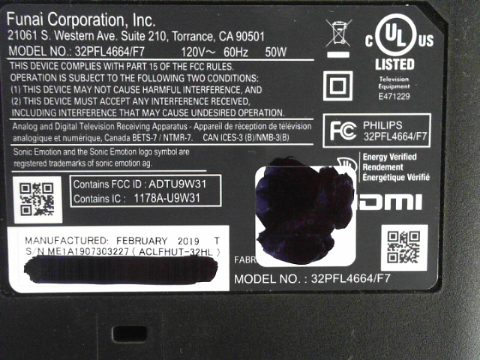 Funai Corporation, Inc.
21061 S. Western Ave. Suite 210, Torrance, CA 90501
MODEL NO.: 32PFL4664/F7 120V~ 60Hz 50W
THIS DEVICE COMPLIES WITH PART 15 OF THE FCC RULES.
OPERATION IS SUBJECT TO THE FOLLOWING TWO CONDITIONS:
(1) THIS DEVICE MAY NOT CAUSE HARMFUL INTERFERENCE, AND
(2) THIS DEVICE MUST ACCEPT ANY INTERFERENCE RECEIVED,
INCLUDING INTERFERENCE THAT MAY CAUSE UNDESIRED OPERATION.
Analog and Digital Television Receiving Apparatus - Appareil de réception de télévision
analogique et numérique, Canada BETS-7 / NTMR-7. CAN ICES-3 (B)/NMB-3(B)
Sonic Emotion and the Sonic Emotion logo symbol are
registered trademarks of sonic emotion ag.
C UL US
LISTED
Television
Equipment
E471229
FC PHILIPS
32PFL4664/F7
Energy Verified
Rendement
Énergétique Vérifié
Contains FCC ID : ADTU9W31
Contains IC : 1178A-U9W31
DMI
MANUFACTURED: FEBRUARY 2019 T
S/N ME1A1907303227 (ACLFHUT-32HL)
FABR
MODEL NO. : 32PFL4664/F7